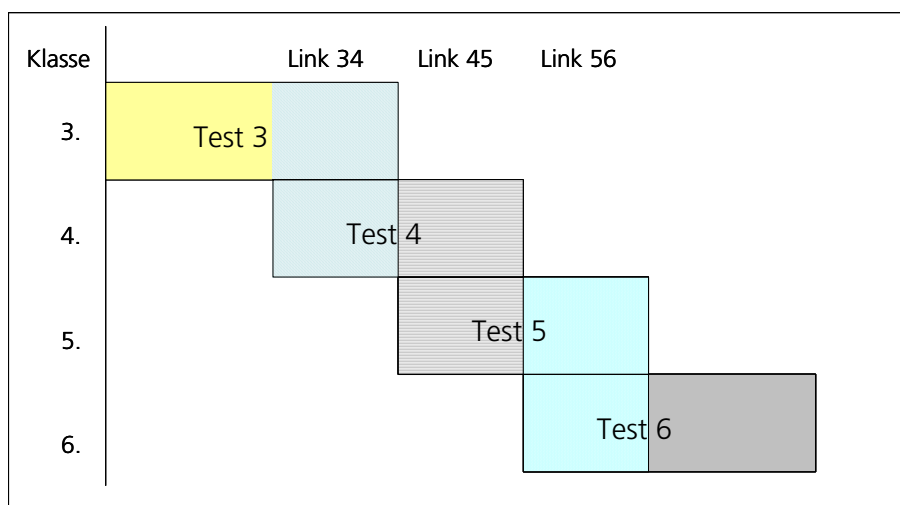 Klasse Link 34 Link 45 Link 56
3. Test 3
4. Test 4
5. Test 5
6. Test 6